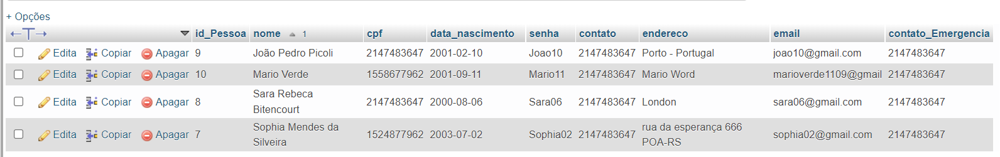 + Opções
←T→ id_Pessoa nome 1 cpf data_nascimento senha contato endereco email contato_Emergencia
Edita Copiar Apagar 9 João Pedro Picoli 2147483647 2001-02-10 Joao10 2147483647 Porto - Portugal joao10@gmail.com 2147483647
Edita Copiar Apagar 10 Mario Verde 1558677962 2001-09-11 Mario11 2147483647 Mario Word marioverde1109@gmail 2147483647
Edita Copiar Apagar 8 Sara Rebeca
Bitencourt 2147483647 2000-08-06 Sara06 2147483647 London sara06@gmail.com 2147483647
Edita Copiar Apagar 7 Sophia Mendes da
Silveira 1524877962 2003-07-02 Sophia02 2147483647 rua da esperança 666
POA-RS sophia02@gmail.com 2147483647